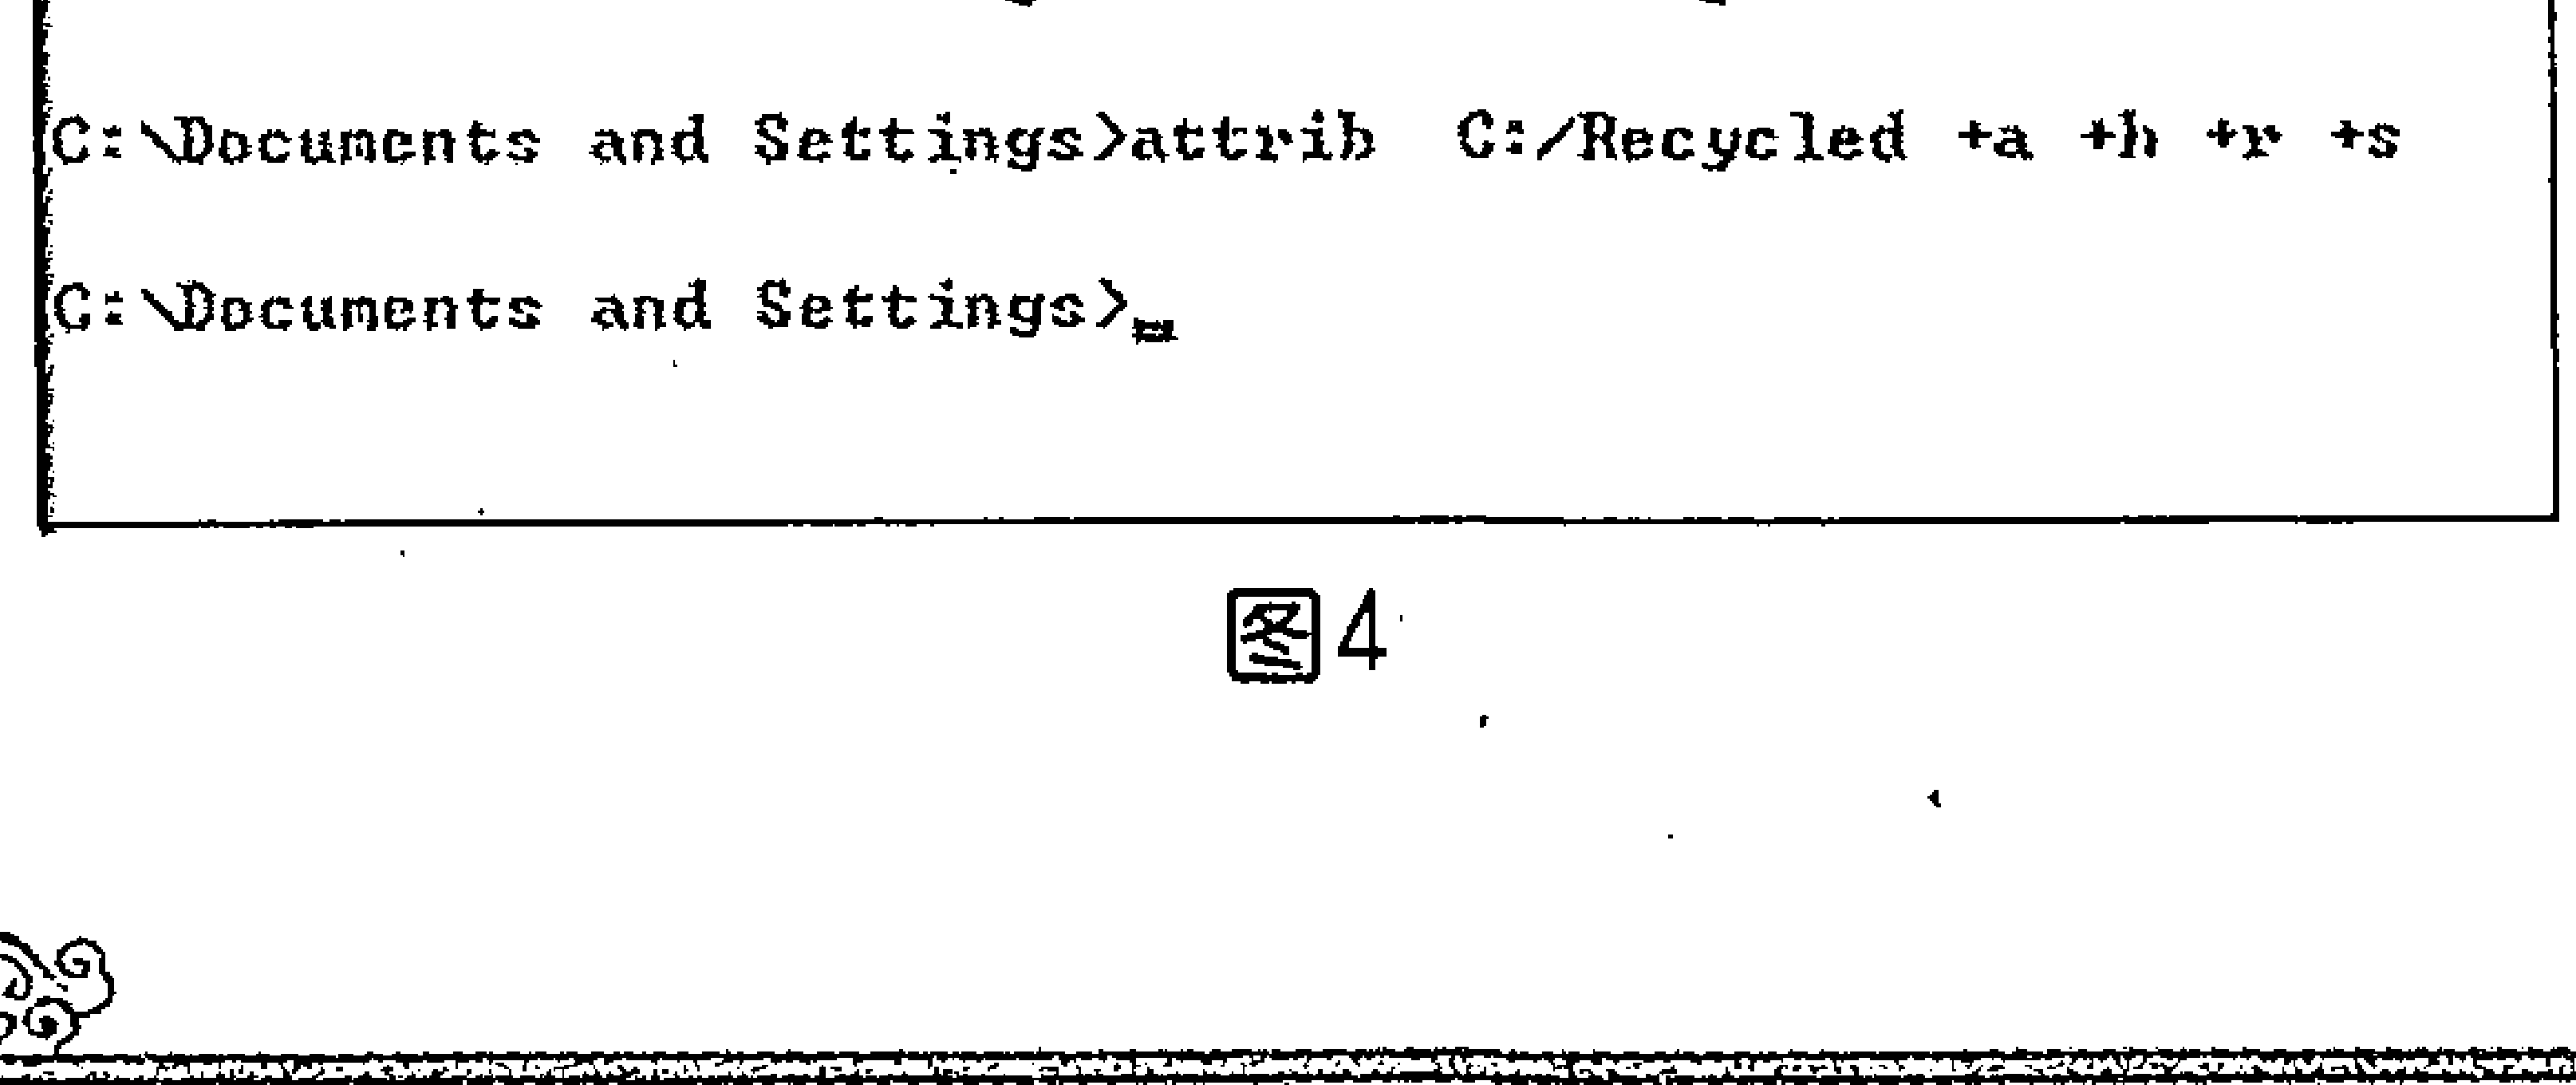 C:\Documents and Settings>attrib  C:/Recycled +a +h +r +s
C:\Documents and Settings>_
图4